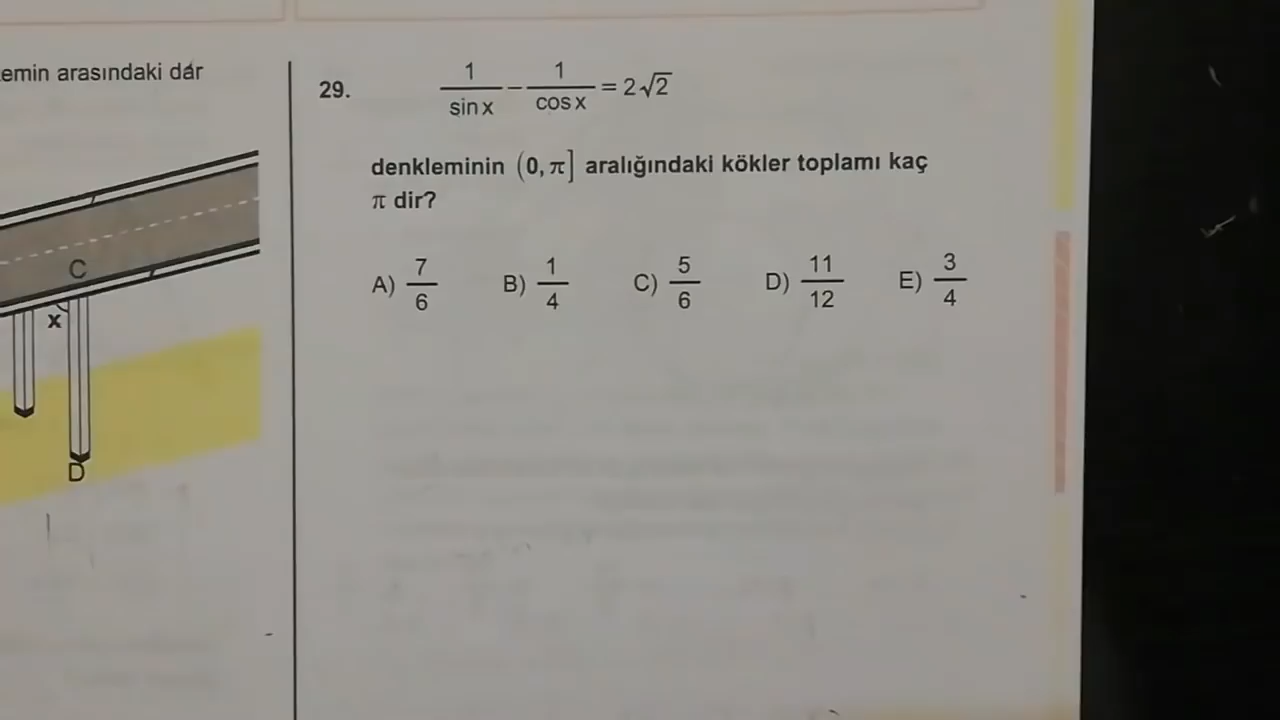 emin arasındaki dar
C
x
D
29. 1/sin x − 1/cos x = 2√2
denkleminin (0, π] aralığındaki kökler toplamı kaç
π dir?
A) 7/6 B) 1/4 C) 5/6 D) 11/12 E) 3/4